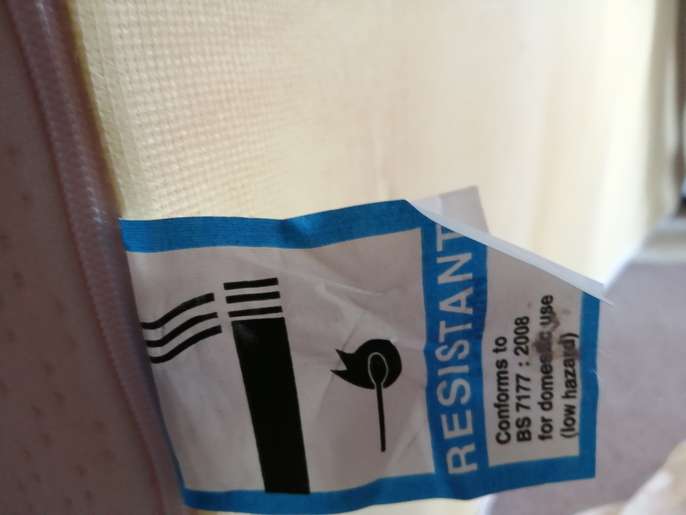 RESISTANT
Conforms to
BS 7177 : 2008
for domestic use
(low hazard)